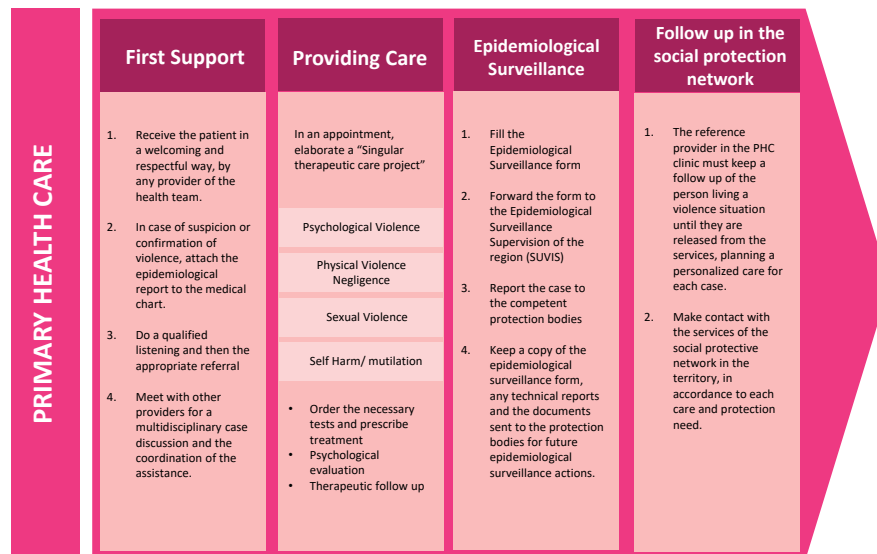 PRIMARY HEALTH CARE
First Support
1. Receive the patient in
a welcoming and
respectful way, by
any provider of the
health team.
2. In case of suspicion or
confirmation of
violence, attach the
epidemiological
report to the medical
chart.
3. Do a qualified
listening and then the
appropriate referral
4. Meet with other
providers for a
multidisciplinary case
discussion and the
coordination of the
assistance.
Providing Care
In an appointment,
elaborate a “Singular
therapeutic care project”
Psychological Violence
Physical Violence
Negligence
Sexual Violence
Self Harm/ mutilation
• Order the necessary
tests and prescribe
treatment
• Psychological
evaluation
• Therapeutic follow up
Epidemiological
Surveillance
1. Fill the
Epidemiological
Surveillance form
2. Forward the form to
the Epidemiological
Surveillance
Supervision of the
region (SUVIS)
3. Report the case to
the competent
protection bodies
4. Keep a copy of the
epidemiological
surveillance form,
any technical reports
and the documents
sent to the protection
bodies for future
epidemiological
surveillance actions.
Follow up in the
social protection
network
1. The reference
provider in the PHC
clinic must keep a
follow up of the
person living a
violence situation
until they are
released from the
services, planning a
personalized care for
each case.
2. Make contact with
the services of the
social protective
network in the
territory, in
accordance to each
care and protection
need.